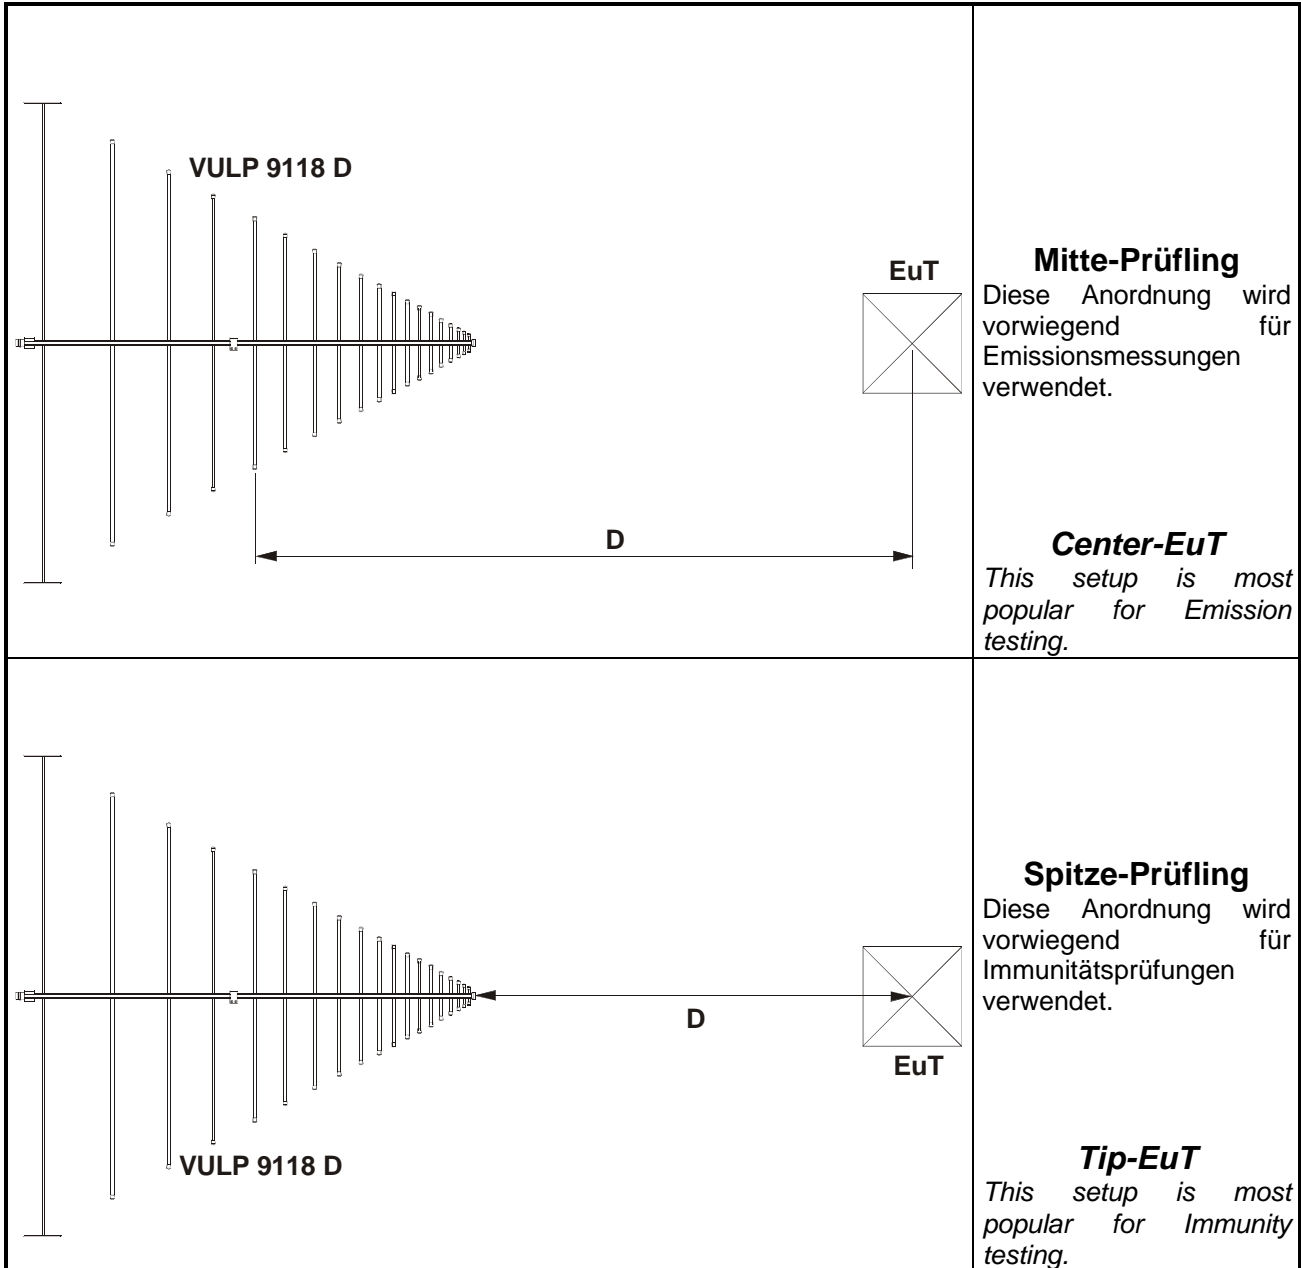 VULP 9118 D
EuT
D
Mitte-Prüfling
Diese Anordnung wird
vorwiegend für
Emissionsmessungen
verwendet.
Center-EuT
This setup is most
popular for Emission
testing.
D
EuT
VULP 9118 D
Spitze-Prüfling
Diese Anordnung wird
vorwiegend für
Immunitätsprüfungen
verwendet.
Tip-EuT
This setup is most
popular for Immunity
testing.